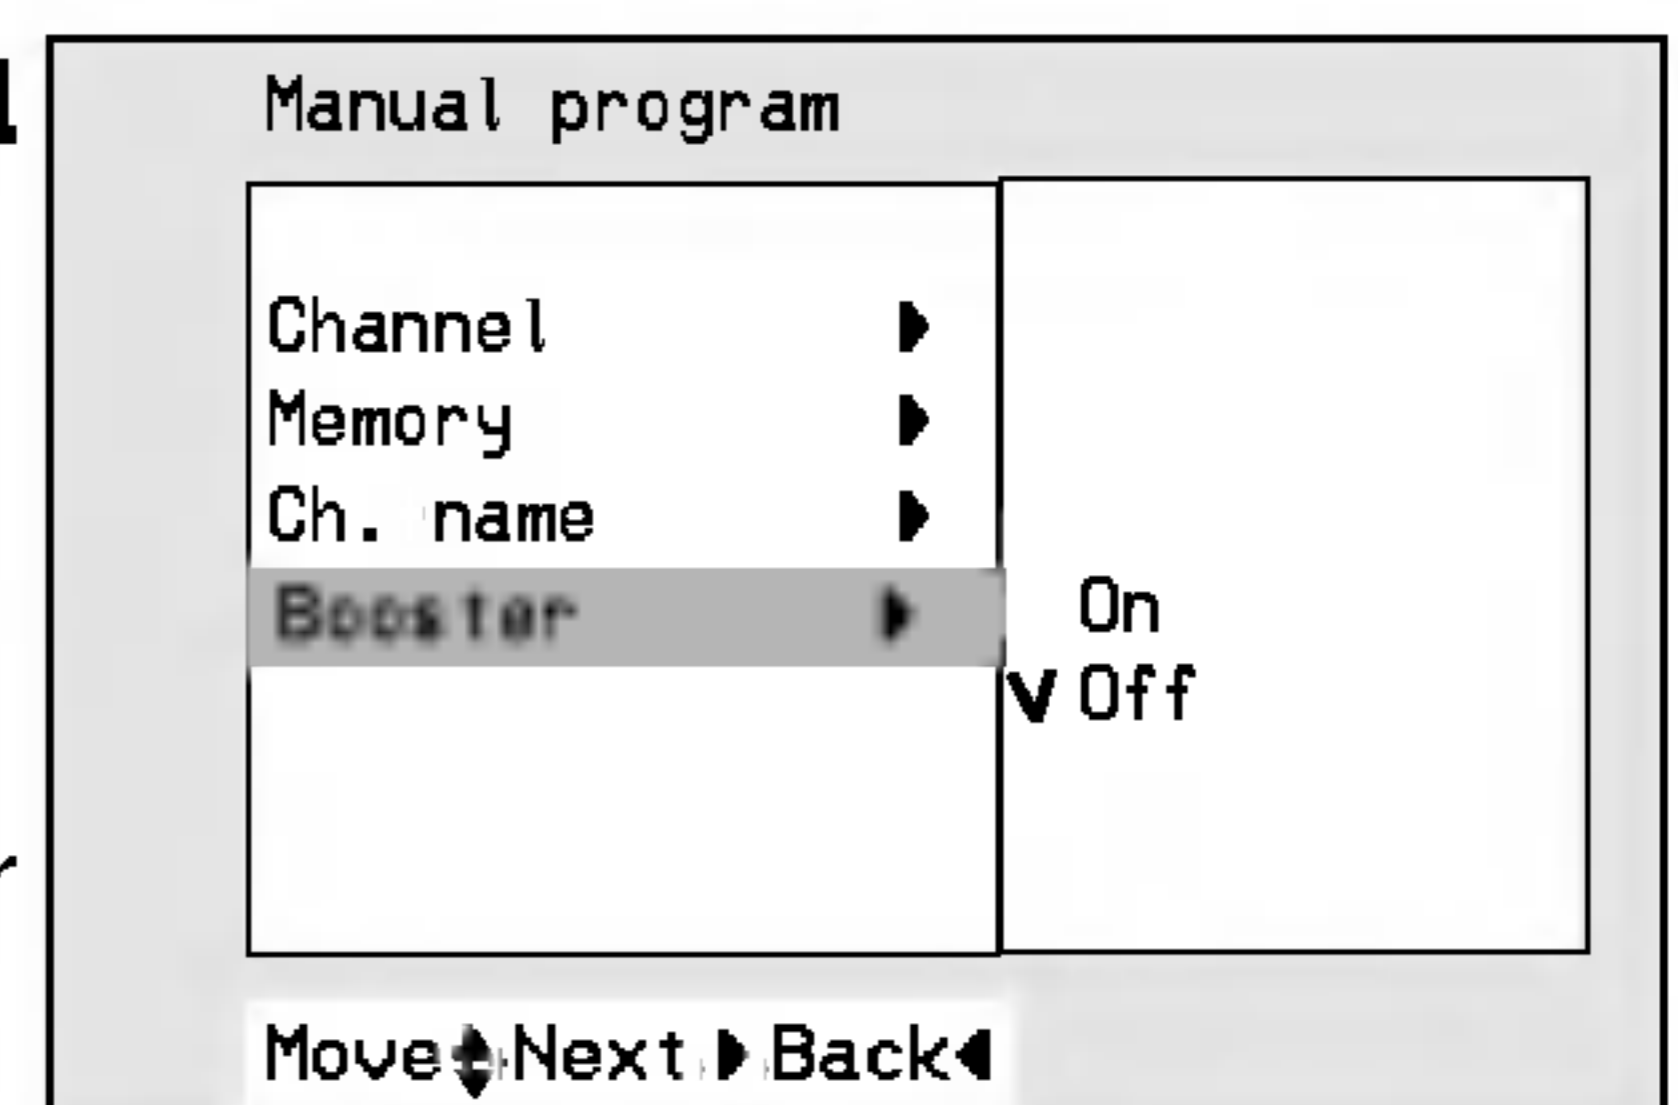 Manual program
Channel
Memory
Ch. name
Booster
On
Off
Move Next Back